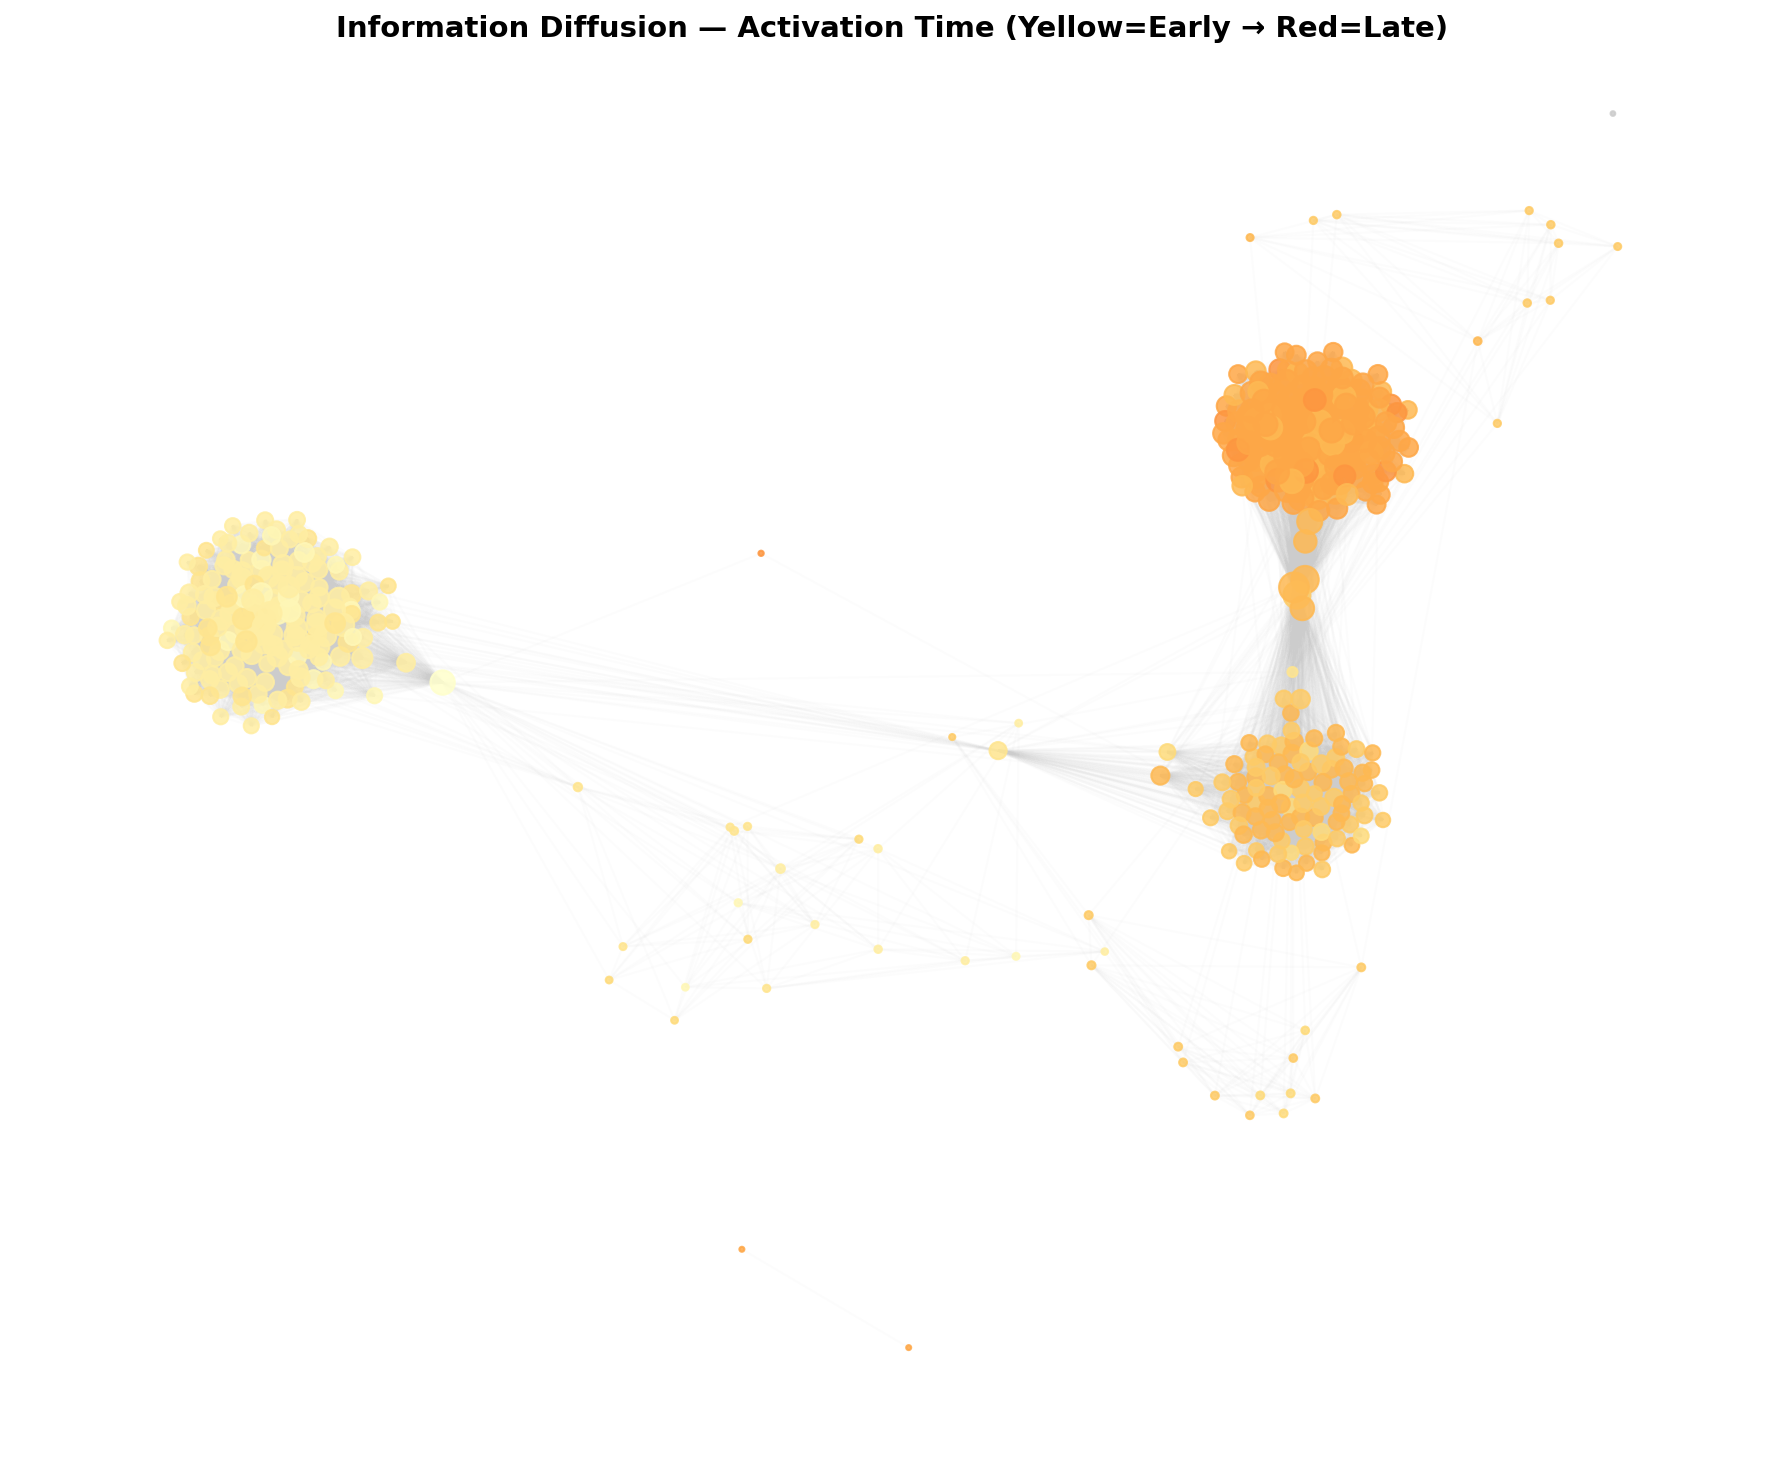 Information Diffusion — Activation Time (Yellow=Early → Red=Late)